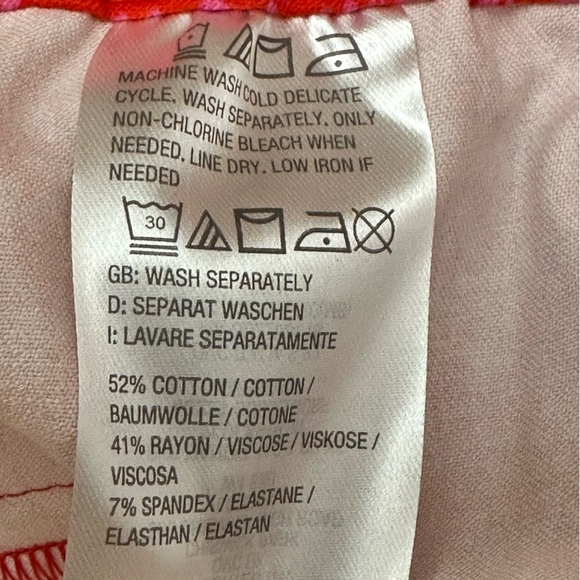 MACHINE WASH COLD DELICATE
CYCLE. WASH SEPARATELY. ONLY
NON-CHLORINE BLEACH WHEN
NEEDED. LINE DRY. LOW IRON IF
NEEDED
30
GB: WASH SEPARATELY
D: SEPARAT WASCHEN
I: LAVARE SEPARATAMENTE
52% COTTON / COTTON /
BAUMWOLLE / COTONE
41% RAYON / VISCOSE / VISKOSE /
VISCOSA
7% SPANDEX / ELASTANE /
ELASTHAN / ELASTAN